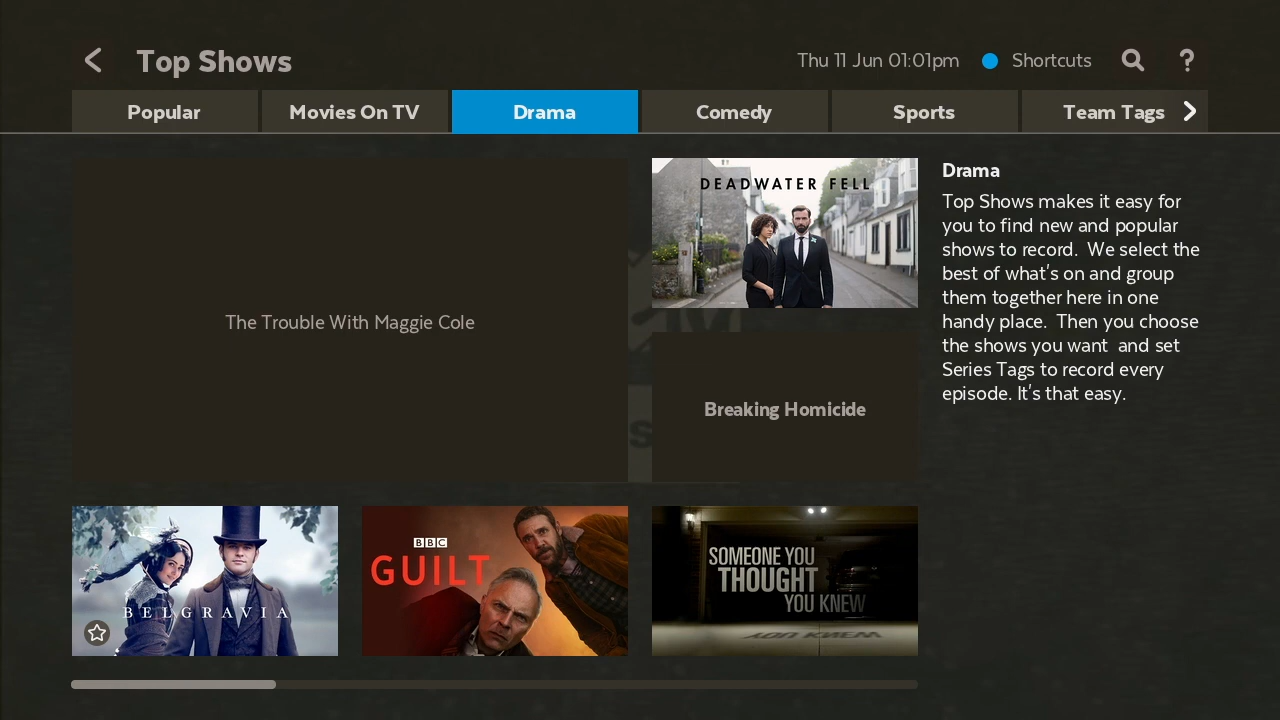 Top Shows
Thu 11 Jun 01:01pm
Shortcuts
?
Popular
Movies On TV
Drama
Comedy
Sports
Team Tags
The Trouble With Maggie Cole
DEADWATER FELL
Breaking Homicide
BELGRAVIA
BBC
GUILT
SOMEONE YOU
THOUGHT
YOU KNEW
Drama
Top Shows makes it easy for
you to find new and popular
shows to record.  We select the
best of what's on and group
them together here in one
handy place.  Then you choose
the shows you want  and set
Series Tags to record every
episode. It's that easy.